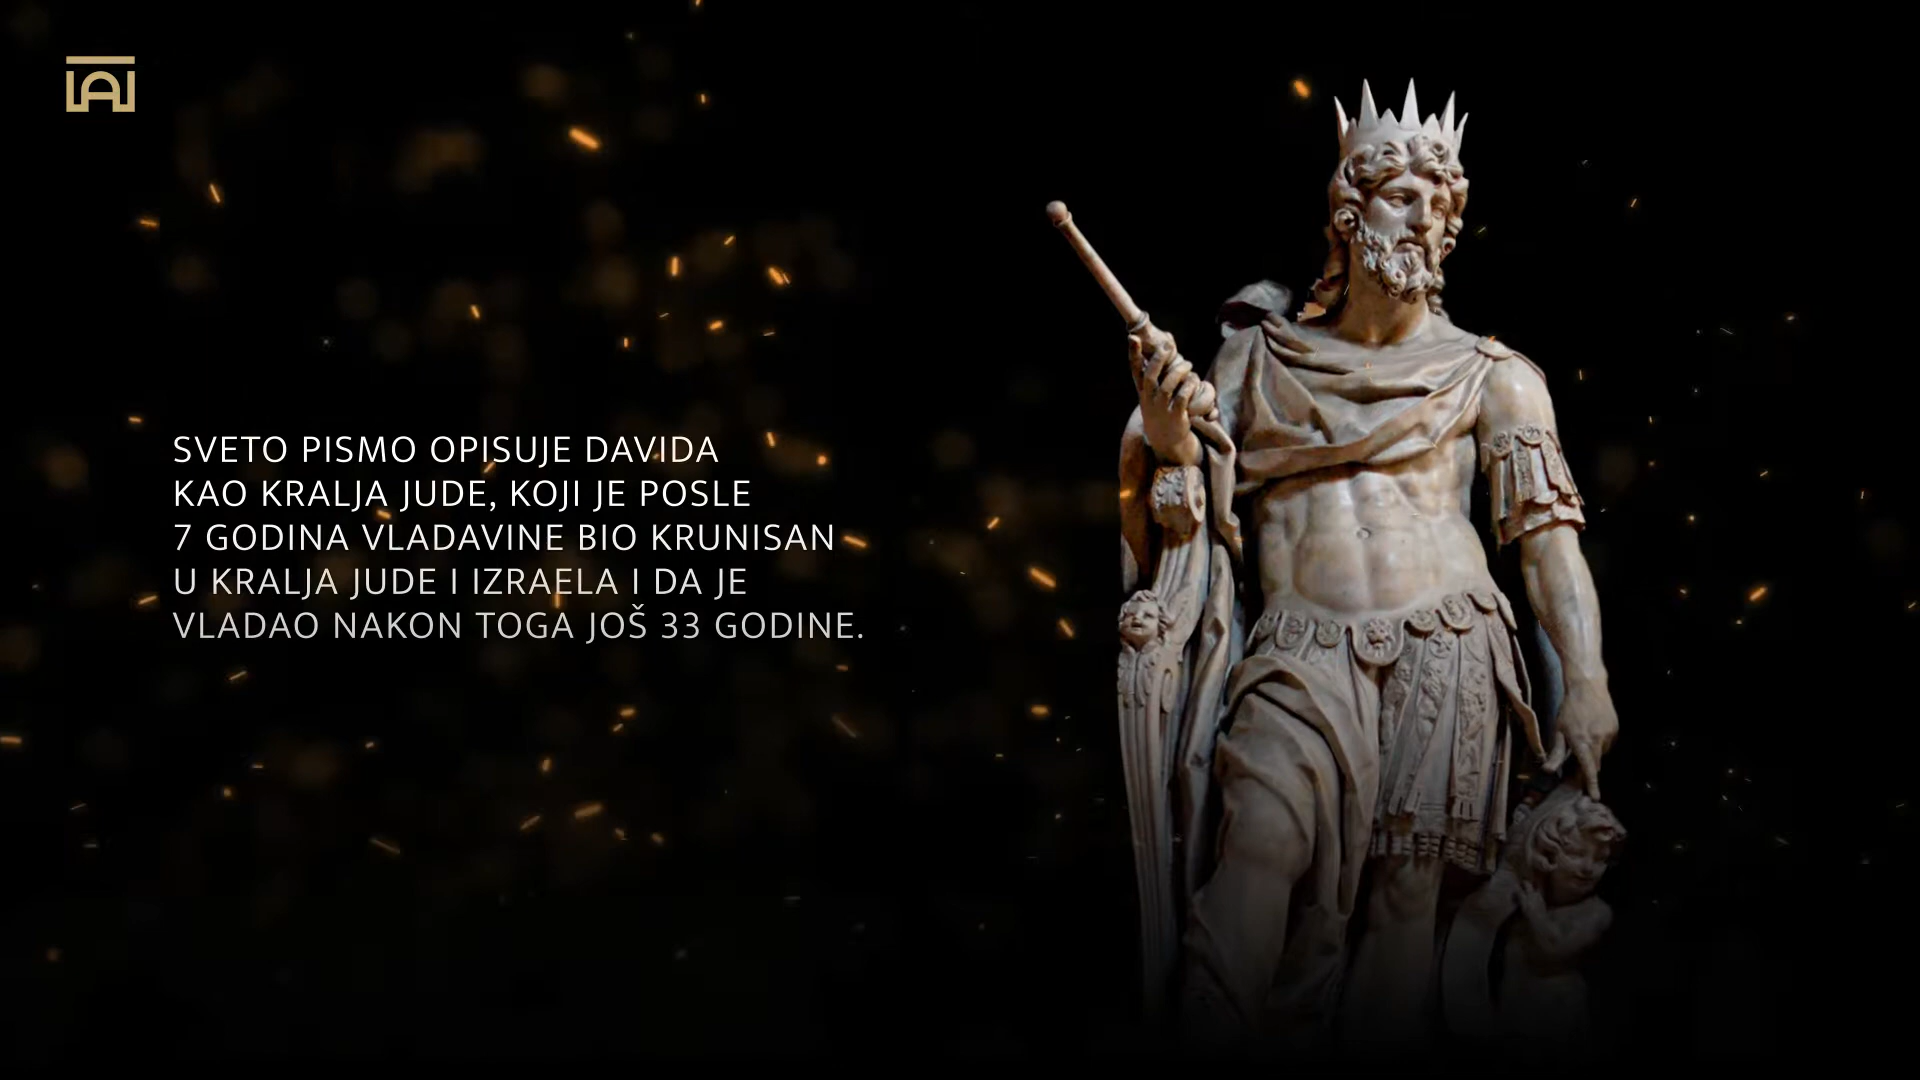 SVETO PISMO OPISUJE DAVIDA
KAO KRALJA JUDE, KOJI JE POSLE
7 GODINA VLADAVINE BIO KRUNISAN
U KRALJA JUDE I IZRAELA I DA JE
VLADAO NAKON TOGA JOŠ 33 GODINE.